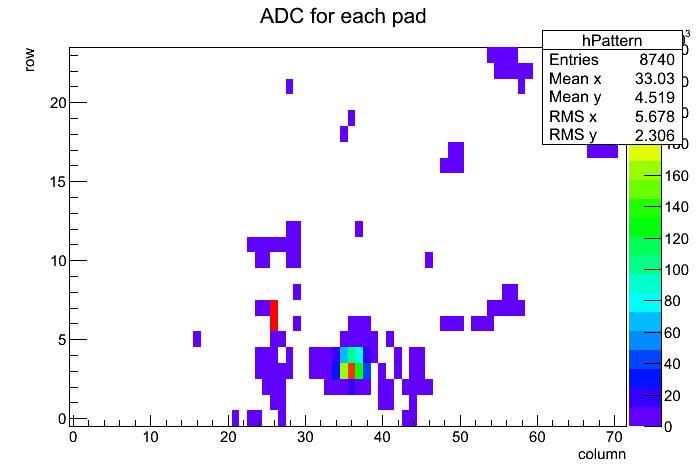 ADC for each pad
hPattern
Entries 8740
Mean x 33.03
Mean y 4.519
RMS x 5.678
RMS y 2.306
row
20
15
10
5
0
0 10 20 30 40 50 60 70
column
160
140
120
100
80
60
40
20
0